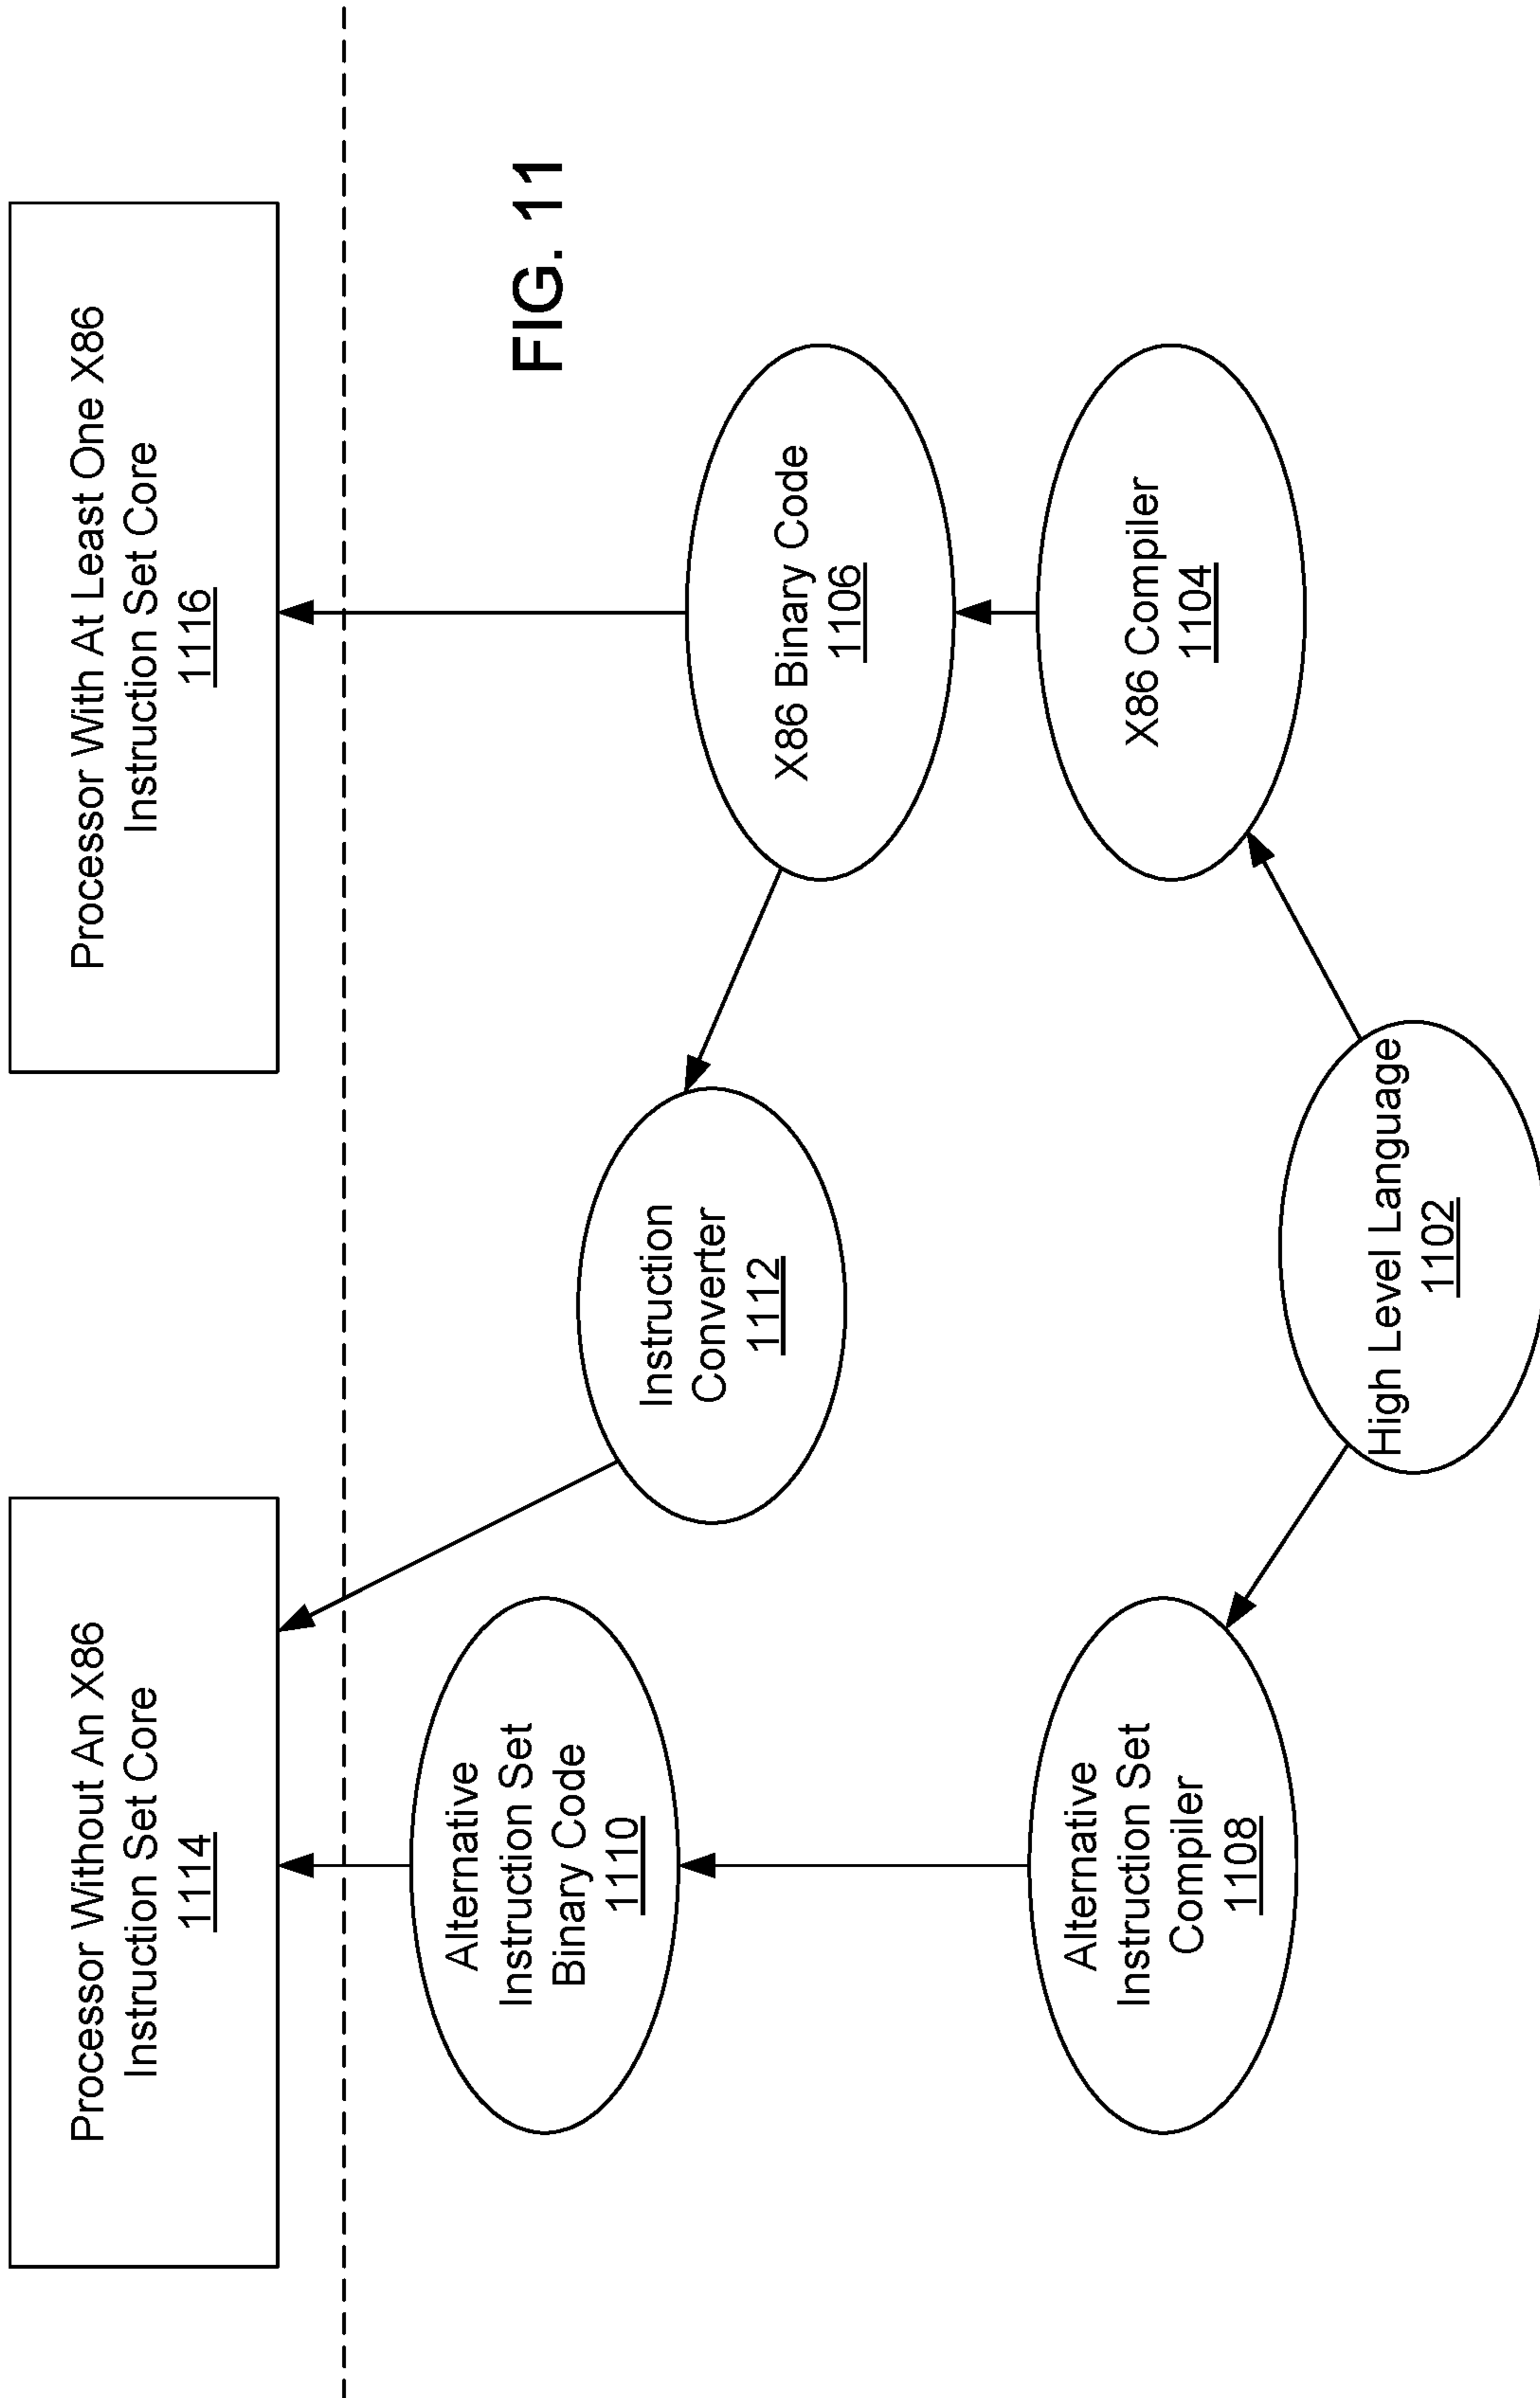 Processor Without An X86
Instruction Set Core
1114
Processor With At Least One X86
Instruction Set Core
1116
Alternative
Instruction Set
Binary Code
1110
FIG. 11
Instruction
Converter
1112
X86 Binary Code
1106
Alternative
Instruction Set
Compiler
1108
X86 Compiler
1104
High Level Language
1102